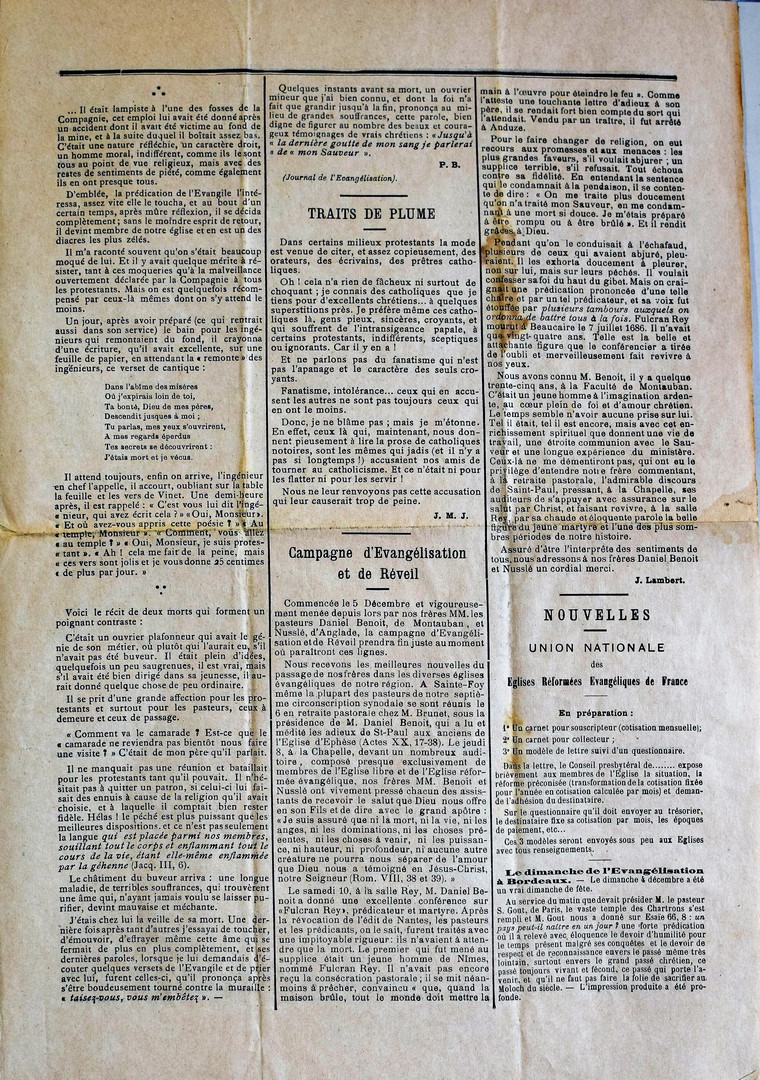 ... Il était lampiste à l'une des fosses de la
Compagnie, cet emploi lui avait été donné après
un accident dont il avait été victime au fond de
la mine, et à la suite duquel il boîtait assez bas.
C'était une nature réfléchie, un caractère droit,
un homme moral, indifférent, comme ils le sont
tous au point de vue religieux, mais avec des
restes de sentiments de piété, comme également
ils en ont presque tous.
D'emblée, la prédication de l'Evangile l'inté-
ressa, assez vite elle le toucha, et au bout d'un
certain temps, après mûre réflexion, il se décida
complètement ; sans le moindre esprit de retour,
il devint membre de notre église et en est un des
diacres les plus zélés.
Il m'a raconté souvent qu'on s'était beaucoup
moqué de lui. Et il y avait quelque mérite à ré-
sister, tant à ces moqueries qu'à la malveillance
ouvertement déclarée par la Compagnie à tous
les protestants. Mais on est quelquefois récom-
pensé par ceux-là mêmes dont on s'y attend le
moins.
Un jour, après avoir préparé (ce qui rentrait
aussi dans son service) le bain pour les ingé-
nieurs qui remontaient du fond, il crayonna
d'une écriture, qu'il avait excellente, sur une
feuille de papier, en attendant la « remonte » des
ingénieurs, ce verset de cantique :
Dans l'abîme des misères
Où j'expirais loin de toi,
Ta bonté, Dieu de mes pères,
Descendit jusques à moi ;
Tu parlas, mes yeux s'ouvrirent,
A mes regards éperdus
Tes secrets se découvrirent :
J'étais mort et je vécus.
Il attend toujours, enfin on arrive, l'ingénieur
en chef l'appelle, il accourt, oubliant sur la table
la feuille et les vers de Vinet. Une demi-heure
après, il est rappelé : « C'est vous lui dit l'ingé-
« nieur, qui avez écrit cela ? » « Oui, Monsieur ».
« Et où avez-vous appris cette poésie ? » « Au
« temple, Monsieur ». « Comment, vous allez
« au temple ? » « Oui, Monsieur, je suis protes-
« tant ». « Ah ! cela me fait de la peine, mais
« ces vers sont jolis et je vous donne 25 centimes
« de plus par jour. »
Voici le récit de deux morts qui forment un
poignant contraste :
C'était un ouvrier plafonneur qui avait le gé-
nie de son métier, ou plutôt qui l'aurait eu, s'il
n'avait pas été buveur. Il était plein d'idées,
quelquefois un peu saugrenues, il est vrai, mais
s'il avait été bien dirigé dans sa jeunesse, il au-
rait donné quelque chose de peu ordinaire.
Il se prit d'une grande affection pour les pro-
testants et surtout pour les pasteurs, ceux à
demeure et ceux de passage.
« Comment va le camarade ? Est-ce que le
« camarade ne reviendra pas bientôt nous faire
une visite ? » C'était de mon père qu'il parlait.
Il ne manquait pas une réunion et bataillait
pour les protestants tant qu'il pouvait. Il n'hé-
sitait pas à quitter un patron, si celui-ci lui fai-
sait des ennuis à cause de la religion qu'il avait
choisie, et à laquelle il comptait bien rester
fidèle. Hélas ! le péché est plus puissant que les
meilleures dispositions. et ce n'est pas seulement
la langue qui est placée parmi nos membres,
souillant tout le corps et enflammant tout le
cours de la vie, étant elle-même enflammée
par la géhenne (Jacq. III, 6).
Le châtiment du buveur arriva : une longue
maladie, de terribles souffrances, qui trouvèrent
une âme qui, n'ayant jamais voulu se laisser pu-
rifier, devint mauvaise et méchante.
J'étais chez lui la veille de sa mort. Une der-
nière fois après tant d'autres j'essayai de toucher,
d'émouvoir, d'effrayer même cette âme qui se
fermait de plus en plus complètement, et ses
dernières paroles, lorsque je lui demandais d'é-
couter quelques versets de l'Evangile et de prier
avec lui, furent celles-ci, qu'il prononça après
s'être boudeusement tourné contre la muraille :
« taisez-vous, vous m'embêtez ». —
Quelques instants avant sa mort, un ouvrier
mineur que j'ai bien connu, et dont la foi n'a
fait que grandir jusqu'à la fin, prononça au mi-
lieu de grandes souffrances, cette parole, bien
digne de figurer au nombre des beaux et coura-
geux témoignages de vrais chrétiens : « Jusqu'à
« la dernière goutte de mon sang je parlerai
« de « mon Sauveur ».
P. B.
(Journal de l'Evangélisation).
TRAITS DE PLUME
Dans certains milieux protestants la mode
est venue de citer, et assez copieusement, des
orateurs, des écrivains, des prêtres catho-
liques.
Oh ! cela n'a rien de fâcheux ni surtout de
choquant ; je connais des catholiques que je
tiens pour d'excellents chrétiens... à quelques
superstitions près. Je préfère même ces catho-
liques là, gens pieux, sincères, croyants, et
qui souffrent de l'intransigeance papale, à
certains protestants, indifférents, sceptiques
ou ignorants. Car il y en a !
Et ne parlons pas du fanatisme qui n'est
pas l'apanage et le caractère des seuls cro-
yants.
Fanatisme, intolérance... ceux qui en accu-
sent les autres ne sont pas toujours ceux qui
en ont le moins.
Donc, je ne blâme pas ; mais je m'étonne.
En effet, ceux là qui, maintenant, nous don-
nent pieusement à lire la prose de catholiques
notoires, sont les mêmes qui jadis (et il n'y a
pas si longtemps !) accusaient nos amis de
tourner au catholicisme. Et ce n'était ni pour
les flatter ni pour les servir !
Nous ne leur renvoyons pas cette accusation
qui leur causerait trop de peine.
J. M. J.
Campagne d'Evangélisation
et de Réveil
Commencée le 5 Décembre et vigoureuse-
ment menée depuis lors par nos frères MM. les
pasteurs Daniel Benoit, de Montauban, et
Nusslé, d'Anglade, la campagne d'Evangéli-
sation et de Réveil prendra fin juste au moment
où paraîtront ces lignes.
Nous recevons les meilleures nouvelles du
passage de nos frères dans les diverses églises
évangéliques de notre région. A Sainte-Foy
même la plupart des pasteurs de notre septiè-
me circonscription synodale se sont réunis le
6 en retraite pastorale chez M. Brunet, sous la
présidence de M. Daniel Benoit, qui a lu et
médité les adieux de St-Paul aux anciens de
l'Eglise d'Ephèse (Actes XX, 17-38). Le jeudi
8, à la Chapelle, devant un nombreux audi-
toire, composé presque exclusivement de
membres de l'Eglise libre et de l'Eglise réfor-
mée évangélique, nos frères MM. Benoit et
Nusslé ont vivement pressé chacun des assis-
tants de recevoir le salut que Dieu nous offre
en son Fils et de dire avec le grand apôtre :
«Je suis assuré que ni la mort, ni la vie, ni les
anges, ni les dominations, ni les choses pré-
sentes, ni les choses à venir, ni les puissan-
ce, ni hauteur, ni profondeur, ni aucune autre
créature ne pourra nous séparer de l'amour
que Dieu nous a témoigné en Jésus-Christ,
notre Seigneur (Rom. VIII, 38 et 39). »
Le samedi 10, à la salle Rey, M. Daniel Be-
noit a donné une excellente conférence sur
«Fulcran Rey», prédicateur et martyre. Après
la révocation de l'édit de Nantes, les pasteurs
et les prédicants, on le sait, furent traités avec
une impitoyable rigueur : ils n'avaient à atten-
dre que la mort. Le premier qui fut mené au
supplice était un jeune homme de Nîmes,
nommé Fulcran Rey. Il n'avait pas encore
reçu la consécration pastorale ; il se mit néan-
moins à prêcher, convaincu « que, quand la
maison brûle, tout le monde doit mettre la
main à l'œuvre pour éteindre le feu ». Comme
l'atteste une touchante lettre d'adieux à son
père, il se rendait fort bien compte du sort qui
l'attendait. Vendu par un traître, il fut arrêté
à Anduze.
Pour le faire changer de religion, on eut
recours aux promesses et aux menaces : les
plus grandes faveurs, s'il voulait abjurer ; un
supplice terrible, s'il refusait. Tout échoua
contre sa fidélité. En entendant la sentence
qui le condamnait à la pendaison, il se conten-
te de dire : « On me traite plus doucement
qu'on n'a traité mon Sauveur, en me condam-
nant à une mort si douce. Je m'étais préparé
à être rompu ou à être brûlé ». Et il rendit
grâces à Dieu.
Pendant qu'on le conduisait à l'échafaud,
plusieurs de ceux qui avaient abjuré, pleu-
raient. Il les exhorta doucement à pleurer,
non sur lui, mais sur leurs péchés. Il voulait
confesser sa foi du haut du gibet. Mais on crai-
gnait une prédication prononcée d'une telle
chaire et par un tel prédicateur, et sa voix fut
étouffée par plusieurs tambours auxquels on
ordonna de battre tous à la fois. Fulcran Rey
mourut à Beaucaire le 7 juillet 1686. Il n'avait
que vingt-quatre ans. Telle est la belle et
attachante figure que le conférencier a tirée
de l'oubli et merveilleusement fait revivre à
nos yeux.
Nous avons connu M. Benoit, il y a quelque
trente-cinq ans, à la Faculté de Montauban.
C'était un jeune homme à l'imagination arden-
te, au cœur plein de foi et d'amour chrétien.
Le temps semble n'avoir aucune prise sur lui.
Tel il était, tel il est encore, mais avec cet en-
richissement spirituel que donnent une vie de
travail, une étroite communion avec le Sau-
veur et une longue expérience du ministère.
Ceux-là ne me démentiront pas, qui ont eu le
privilège d'entendre notre frère commentant,
à la retraite pastorale, l'admirable discours
de Saint-Paul, pressant, à la Chapelle, ses
auditeurs de s'appuyer avec assurance sur le
salut par Christ, et faisant revivre, à la salle
Rey, par sa chaude et éloquente parole la belle
figure du jeune martyre et l'une des plus som-
bres périodes de notre histoire.
Assuré d'être l'interprète des sentiments de
tous, nous adressons à nos frères Daniel Benoit
et Nusslé un cordial merci.
J. Lambert.
NOUVELLES
UNION NATIONALE
des
Eglises Réformées Evangéliques de France
En préparation :
1° Un carnet pour souscripteur (cotisation mensuelle);
2° Un carnet pour collecteur ;
3° Un modèle de lettre suivi d'un questionnaire.
Dans la lettre, le Conseil presbytéral de........ expose
brièvement aux membres de l'Eglise la situation, la
réforme préconisée (transformation de la cotisation fixée
pour l'année en cotisation calculée par mois) et deman-
de l'adhésion du destinataire.
Sur le questionnaire qu'il doit envoyer au trésorier,
le destinataire fixe sa cotisation par mois, les époques
de paiement, etc...
Ces 3 modèles seront envoyés sous peu aux Eglises
avec tous renseignements.
Le dimanche de l'Evangélisation
à Bordeaux. — Le dimanche 4 décembre a été
un vrai dimanche de fête.
Au service du matin que devait présider M. le pasteur
S. Gout, de Paris, le vaste temple des Chartrons s'est
rempli et M. Gout nous a donné sur Esaïe 66, 8 : un
pays peut-il naître en un jour ? une forte prédication
où il a relevé avec éloquence le devoir d'humilité pour
le temps présent malgré ses conquêtes et le devoir de
respect et de reconnaissance envers le passé même très
lointain, surtout envers le grand passé chrétien, ce
passé toujours vivant et fécond, ce passé qui porte l'a-
venir, et qu'il ne faut pas faire la folie de sacrifier au
Moloch du siècle. — L'impression produite a été pro-
fonde.